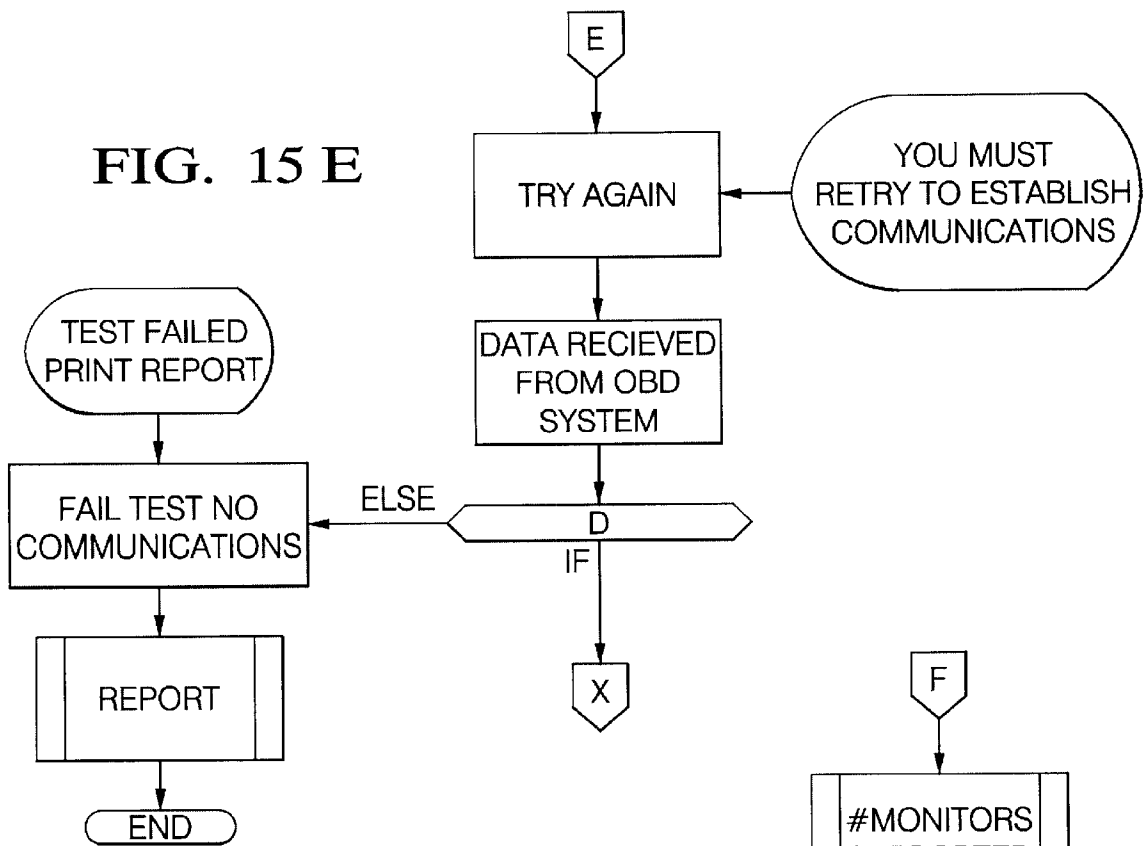 E
FIG. 15 E
TRY AGAIN
YOU MUST
RETRY TO ESTABLISH
COMMUNICATIONS
TEST FAILED
PRINT REPORT
DATA RECIEVED
FROM OBD
SYSTEM
D
ELSE
IF
FAIL TEST NO
COMMUNICATIONS
REPORT
END
X
F
#MONITORS